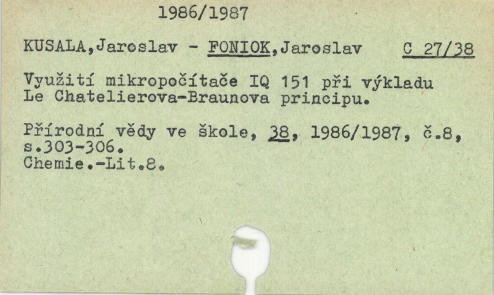 1986/1987
KUSALA,Jaroslav - FONIOK,Jaroslav C 27/38
Využití mikropočítače IQ 151 při výkladu
Le Chatelierova-Braunova principu.
Přírodní vědy ve škole, 38, 1986/1987, č.8,
s.303-306.
Chemie.-Lit.8.